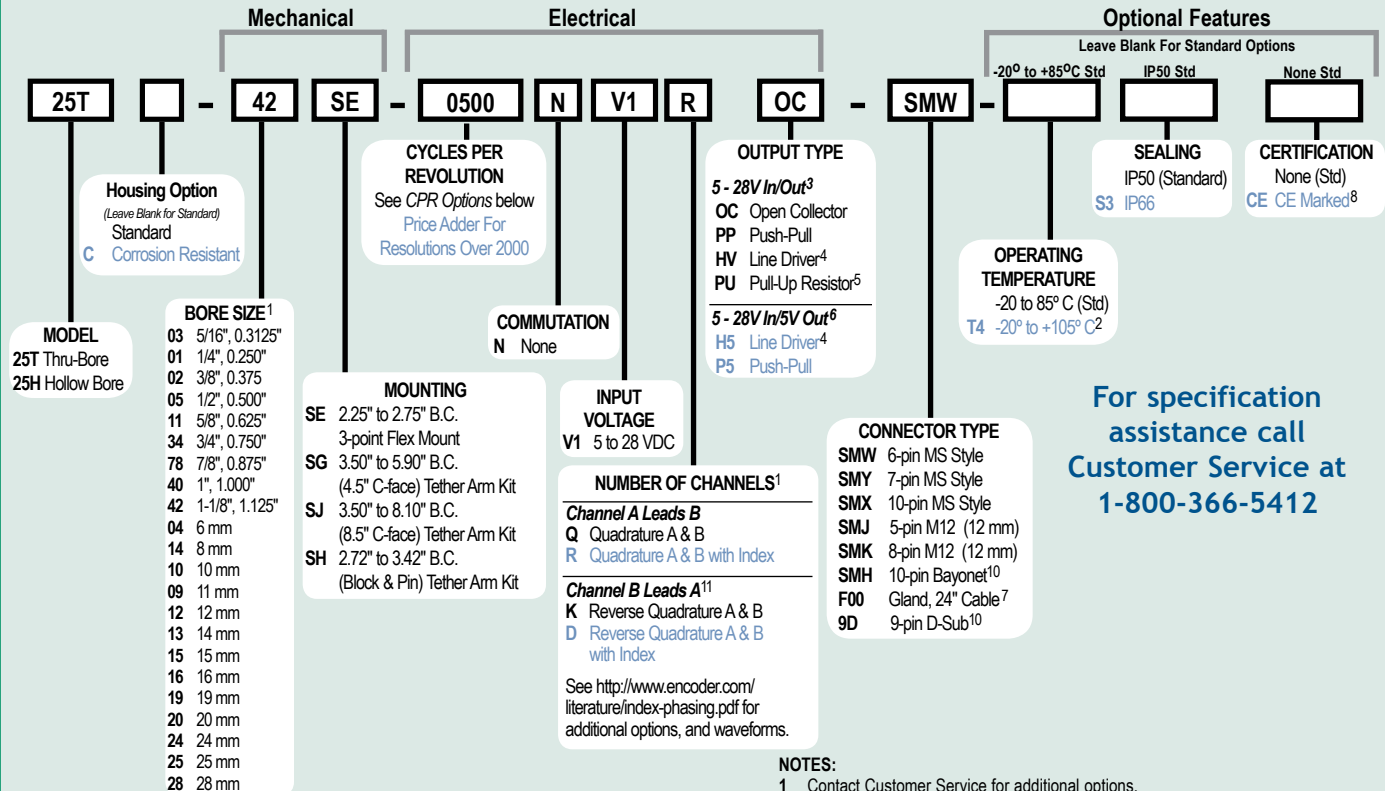 Mechanical
Electrical
Optional Features
Leave Blank For Standard Options
-20º to +85ºC Std
IP50 Std
None Std
25T
-
42
SE
-
0500
N
V1
R
OC
-
SMW
-
Housing Option
(Leave Blank for Standard)
Standard
C Corrosion Resistant
MODEL
25T Thru-Bore
25H Hollow Bore
BORE SIZE1
03 5/16", 0.3125"
01 1/4", 0.250"
02 3/8", 0.375
05 1/2", 0.500"
11 5/8", 0.625"
34 3/4", 0.750"
78 7/8", 0.875"
40 1", 1.000"
42 1-1/8", 1.125"
04 6 mm
14 8 mm
10 10 mm
09 11 mm
12 12 mm
13 14 mm
15 15 mm
16 16 mm
19 19 mm
20 20 mm
24 24 mm
25 25 mm
28 28 mm
MOUNTING
SE 2.25" to 2.75" B.C.
3-point Flex Mount
SG 3.50" to 5.90" B.C.
(4.5" C-face) Tether Arm Kit
SJ 3.50" to 8.10" B.C.
(8.5" C-face) Tether Arm Kit
SH 2.72" to 3.42" B.C.
(Block & Pin) Tether Arm Kit
CYCLES PER
REVOLUTION
See CPR Options below
Price Adder For
Resolutions Over 2000
COMMUTATION
N None
INPUT
VOLTAGE
V1 5 to 28 VDC
NUMBER OF CHANNELS1
Channel A Leads B
Q Quadrature A & B
R Quadrature A & B with Index
Channel B Leads A11
K Reverse Quadrature A & B
D Reverse Quadrature A & B
with Index
See http://www.encoder.com/
literature/index-phasing.pdf for
additional options, and waveforms.
OUTPUT TYPE
5 - 28V In/Out3
OC Open Collector
PP Push-Pull
HV Line Driver4
PU Pull-Up Resistor5
5 - 28V In/5V Out6
H5 Line Driver4
P5 Push-Pull
CONNECTOR TYPE
SMW 6-pin MS Style
SMY 7-pin MS Style
SMX 10-pin MS Style
SMJ 5-pin M12 (12 mm)
SMK 8-pin M12 (12 mm)
SMH 10-pin Bayonet10
F00 Gland, 24" Cable7
9D 9-pin D-Sub10
OPERATING
TEMPERATURE
-20 to 85º C (Std)
T4 -20º to +105º C2
SEALING
IP50 (Standard)
S3 IP66
CERTIFICATION
None (Std)
CE CE Marked8
For specification
assistance call
Customer Service at
1-800-366-5412
NOTES:
1 Contact Customer Service for additional options.